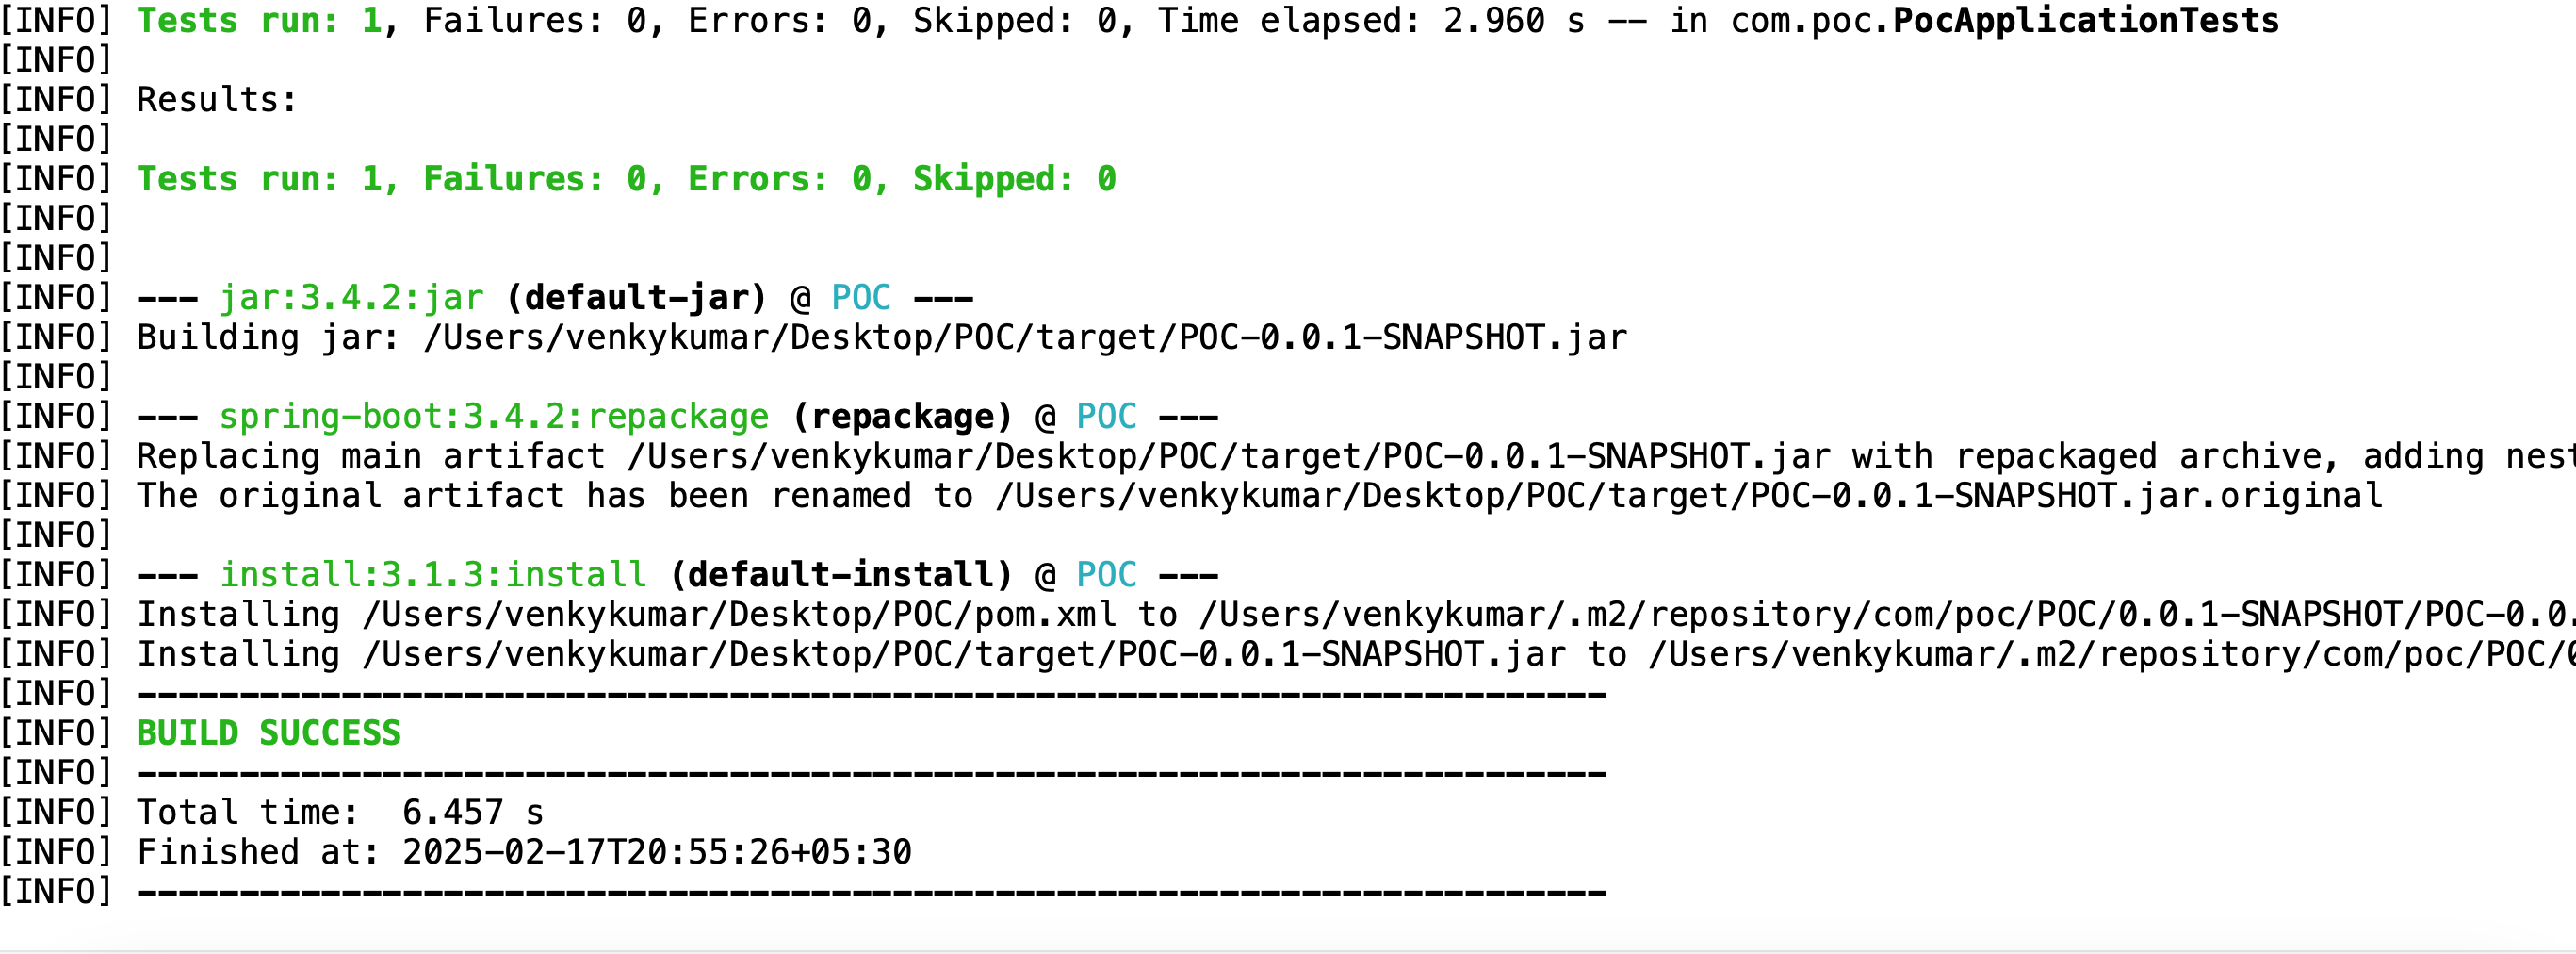 [INFO] Tests run: 1, Failures: 0, Errors: 0, Skipped: 0, Time elapsed: 2.960 s -- in com.poc.PocApplicationTests
[INFO]
[INFO] Results:
[INFO]
[INFO] Tests run: 1, Failures: 0, Errors: 0, Skipped: 0
[INFO]
[INFO]
[INFO] --- jar:3.4.2:jar (default-jar) @ POC ---
[INFO] Building jar: /Users/venkykumar/Desktop/POC/target/POC-0.0.1-SNAPSHOT.jar
[INFO]
[INFO] --- spring-boot:3.4.2:repackage (repackage) @ POC ---
[INFO] Replacing main artifact /Users/venkykumar/Desktop/POC/target/POC-0.0.1-SNAPSHOT.jar with repackaged archive, adding nest
[INFO] The original artifact has been renamed to /Users/venkykumar/Desktop/POC/target/POC-0.0.1-SNAPSHOT.jar.original
[INFO]
[INFO] --- install:3.1.3:install (default-install) @ POC ---
[INFO] Installing /Users/venkykumar/Desktop/POC/pom.xml to /Users/venkykumar/.m2/repository/com/poc/POC/0.0.1-SNAPSHOT/POC-0.0.
[INFO] Installing /Users/venkykumar/Desktop/POC/target/POC-0.0.1-SNAPSHOT.jar to /Users/venkykumar/.m2/repository/com/poc/POC/0
[INFO] ------------------------------------------------------------------------
[INFO] BUILD SUCCESS
[INFO] ------------------------------------------------------------------------
[INFO] Total time:  6.457 s
[INFO] Finished at: 2025-02-17T20:55:26+05:30
[INFO] ------------------------------------------------------------------------